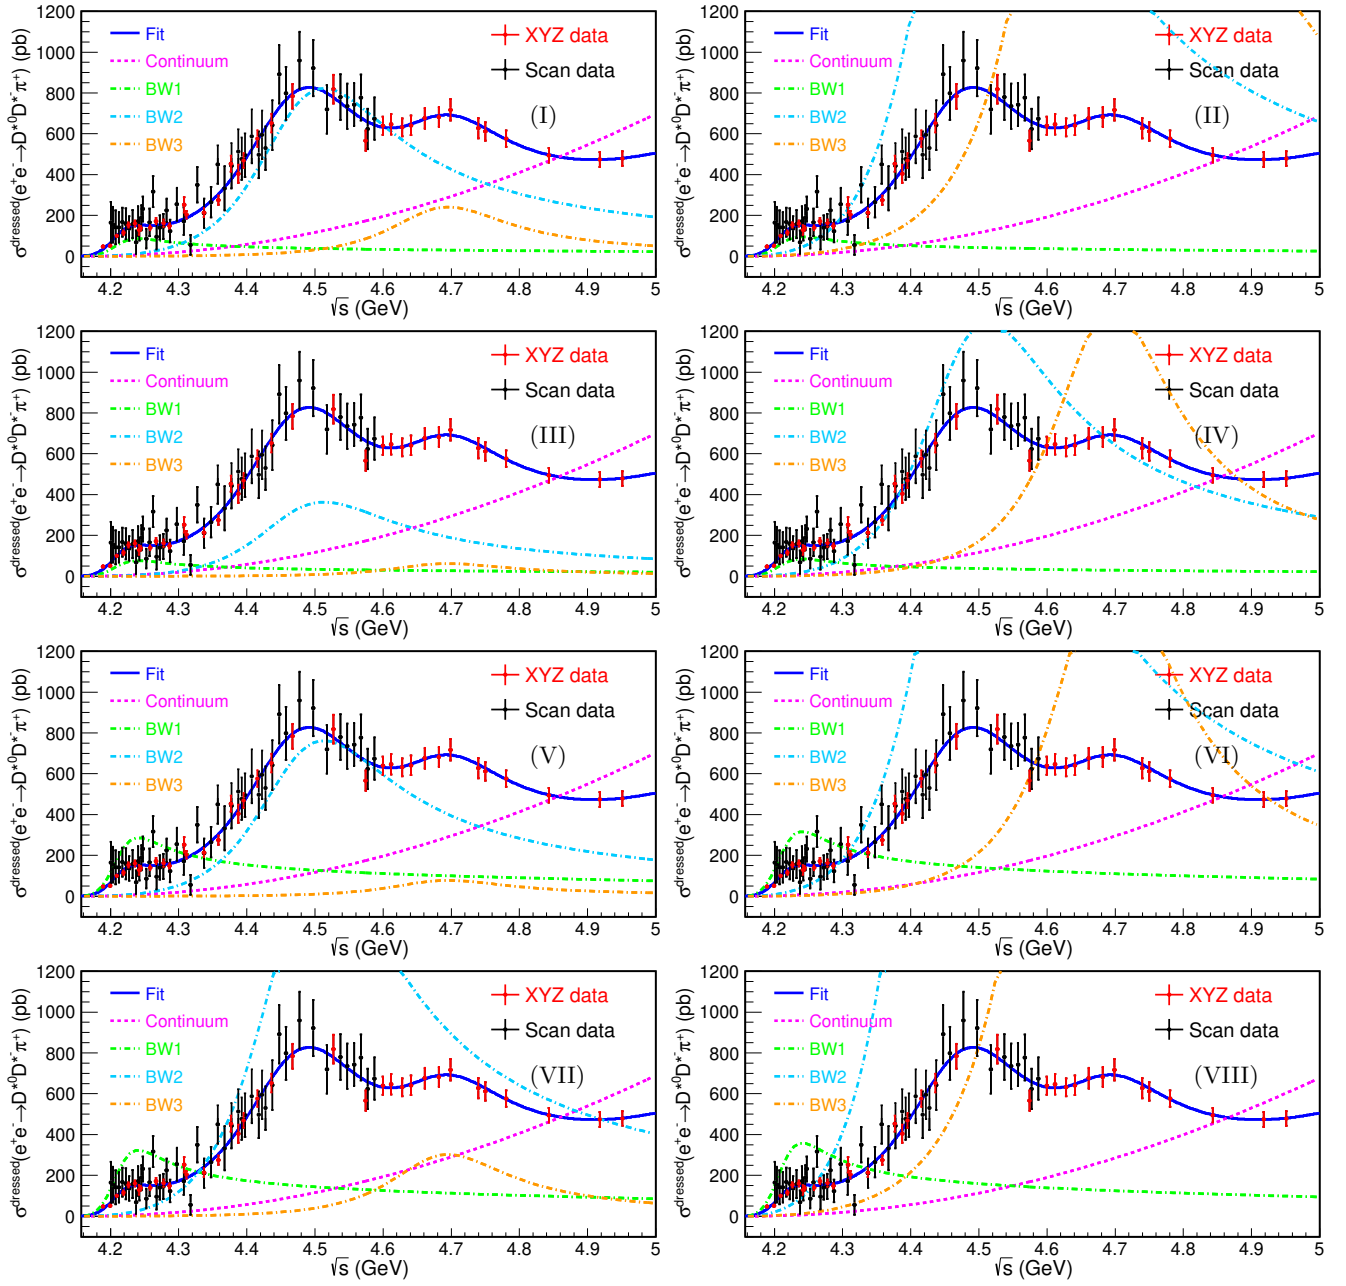 σ^dressed(e⁺e⁻→D*⁰D*⁻π⁺) (pb)
1200
1000
800
600
400
200
0
Fit
Continuum
BW1
BW2
BW3
XYZ data
Scan data
(I)
4.2 4.3 4.4 4.5 4.6 4.7 4.8 4.9 5
√s (GeV)
σ^dressed(e⁺e⁻→D*⁰D*⁻π⁺) (pb)
1200
1000
800
600
400
200
0
Fit
Continuum
BW1
BW2
BW3
XYZ data
Scan data
(II)
4.2 4.3 4.4 4.5 4.6 4.7 4.8 4.9 5
√s (GeV)
σ^dressed(e⁺e⁻→D*⁰D*⁻π⁺) (pb)
1200
1000
800
600
400
200
0
Fit
Continuum
BW1
BW2
BW3
XYZ data
Scan data
(III)
4.2 4.3 4.4 4.5 4.6 4.7 4.8 4.9 5
√s (GeV)
σ^dressed(e⁺e⁻→D*⁰D*⁻π⁺) (pb)
1200
1000
800
600
400
200
0
Fit
Continuum
BW1
BW2
BW3
XYZ data
Scan data
(IV)
4.2 4.3 4.4 4.5 4.6 4.7 4.8 4.9 5
√s (GeV)
σ^dressed(e⁺e⁻→D*⁰D*⁻π⁺) (pb)
1200
1000
800
600
400
200
0
Fit
Continuum
BW1
BW2
BW3
XYZ data
Scan data
(V)
4.2 4.3 4.4 4.5 4.6 4.7 4.8 4.9 5
√s (GeV)
σ^dressed(e⁺e⁻→D*⁰D*⁻π⁺) (pb)
1200
1000
800
600
400
200
0
Fit
Continuum
BW1
BW2
BW3
XYZ data
Scan data
(VI)
4.2 4.3 4.4 4.5 4.6 4.7 4.8 4.9 5
√s (GeV)
σ^dressed(e⁺e⁻→D*⁰D*⁻π⁺) (pb)
1200
1000
800
600
400
200
0
Fit
Continuum
BW1
BW2
BW3
XYZ data
Scan data
(VII)
4.2 4.3 4.4 4.5 4.6 4.7 4.8 4.9 5
√s (GeV)
σ^dressed(e⁺e⁻→D*⁰D*⁻π⁺) (pb)
1200
1000
800
600
400
200
0
Fit
Continuum
BW1
BW2
BW3
XYZ data
Scan data
(VIII)
4.2 4.3 4.4 4.5 4.6 4.7 4.8 4.9 5
√s (GeV)